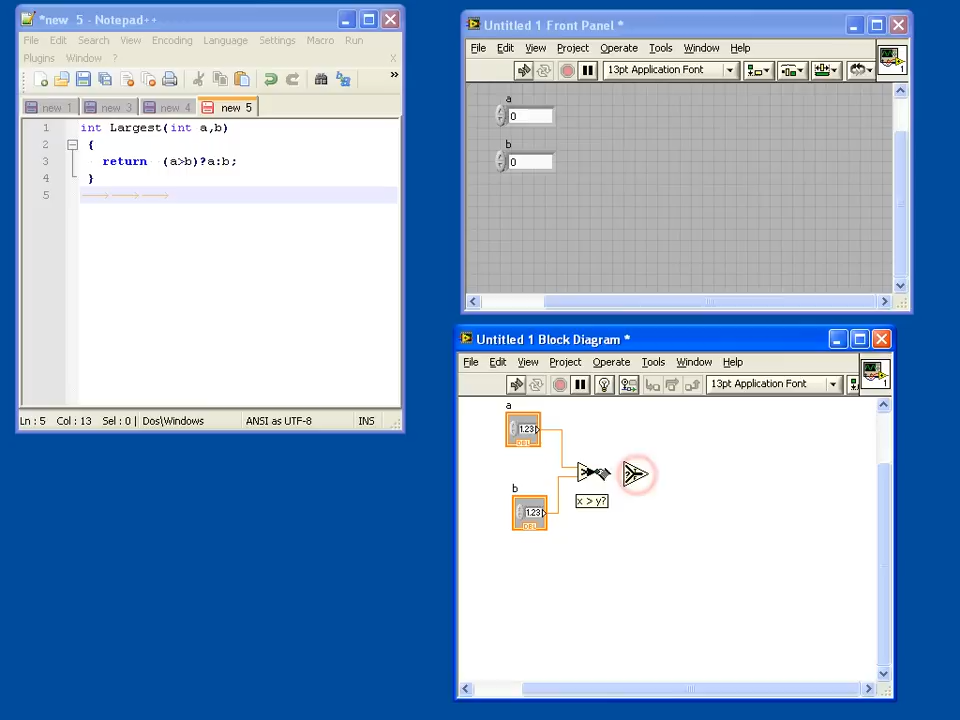 *new 5 - Notepad++
File Edit Search View Encoding Language Settings Macro Run
Plugins Window ? X
»
new 1 new 3 new 4 new 5
1 int Largest(int a,b)
2 {
3 return (a>b)?a:b;
4 }
5
Ln : 5 Col : 13 Sel : 0 Dos\Windows ANSI as UTF-8 INS
Untitled 1 Front Panel *
File Edit View Project Operate Tools Window Help
13pt Application Font
1
a
0
b
0
Untitled 1 Block Diagram *
File Edit View Project Operate Tools Window Help
13pt Application Font
1
a
1.23
DBL
b
1.23
DBL
x > y?